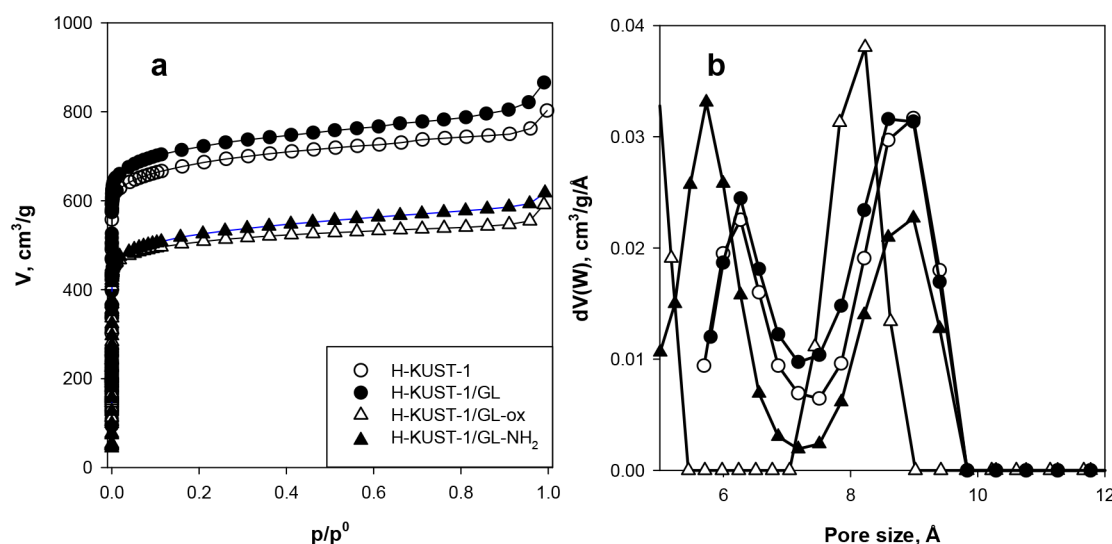 a
V, cm³/g
1000
800
600
400
200
0
0.0 0.2 0.4 0.6 0.8 1.0
p/p⁰
H-KUST-1
H-KUST-1/GL
H-KUST-1/GL-ox
H-KUST-1/GL-NH₂
b
dV(W), cm³/g/Å
0.04
0.03
0.02
0.01
0.00
6 8 10 12
Pore size, Å